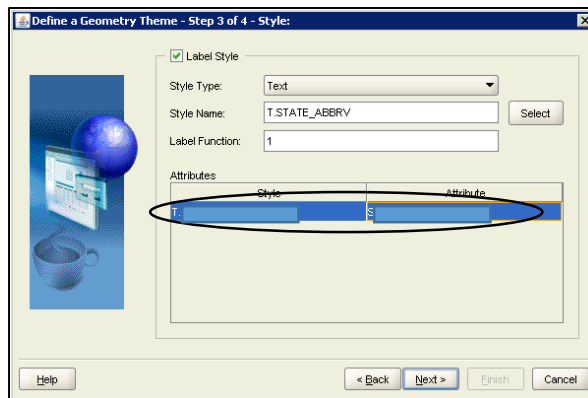 Define a Geometry Theme - Step 3 of 4 - Style:
Label Style
Style Type: Text
Style Name: T.STATE_ABBRV Select
Label Function: 1
Attributes
Style Attribute
T. S
Help < Back Next > Finish Cancel